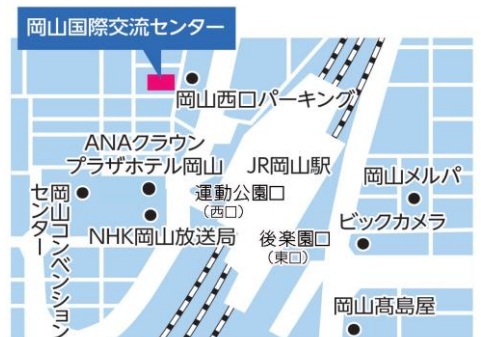 岡山国際交流センター
岡山西口パーキング
ANAクラウン
プラザホテル岡山
JR岡山駅
岡山メルパ
運動公園口
（西口）
岡山コンベンション
センター
ビックカメラ
NHK岡山放送局
後楽園口
（東口）
岡山髙島屋